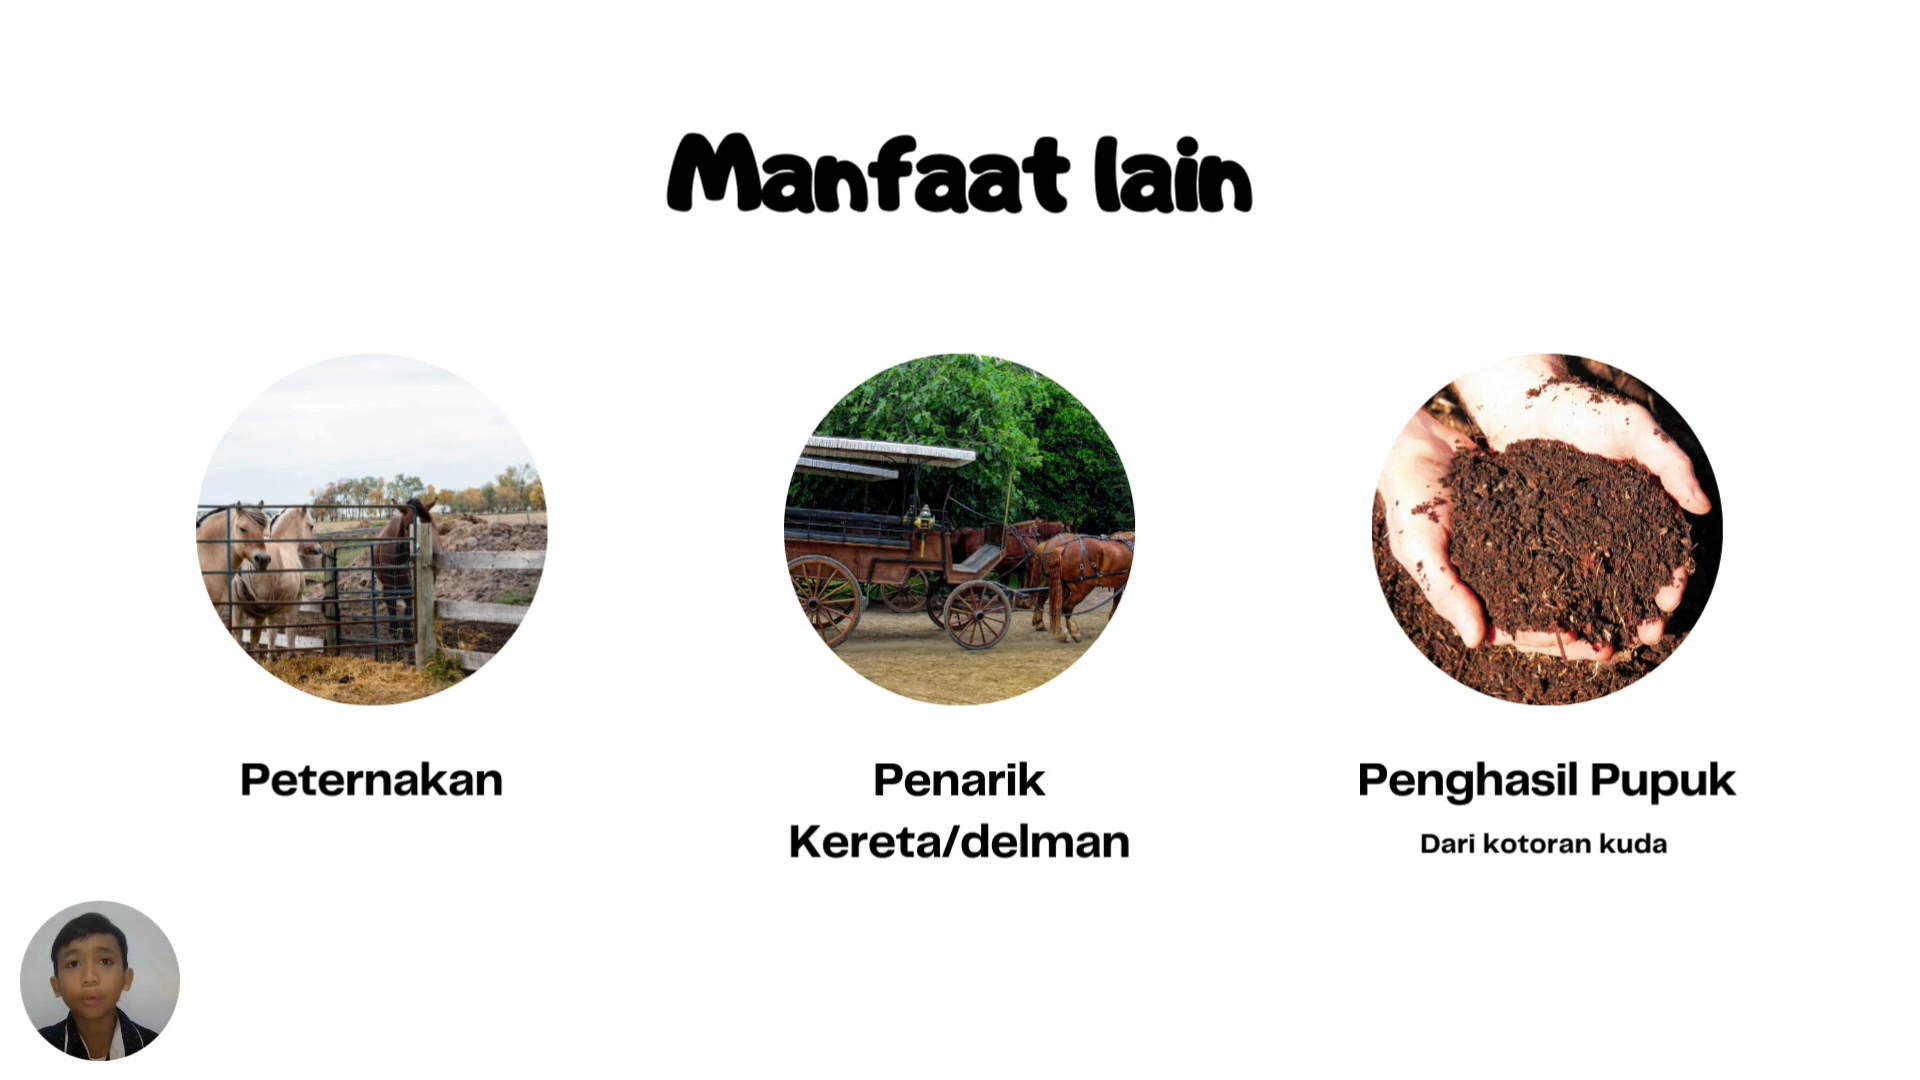 Manfaat lain
Peternakan
Penarik
Kereta/delman
Penghasil Pupuk
Dari kotoran kuda